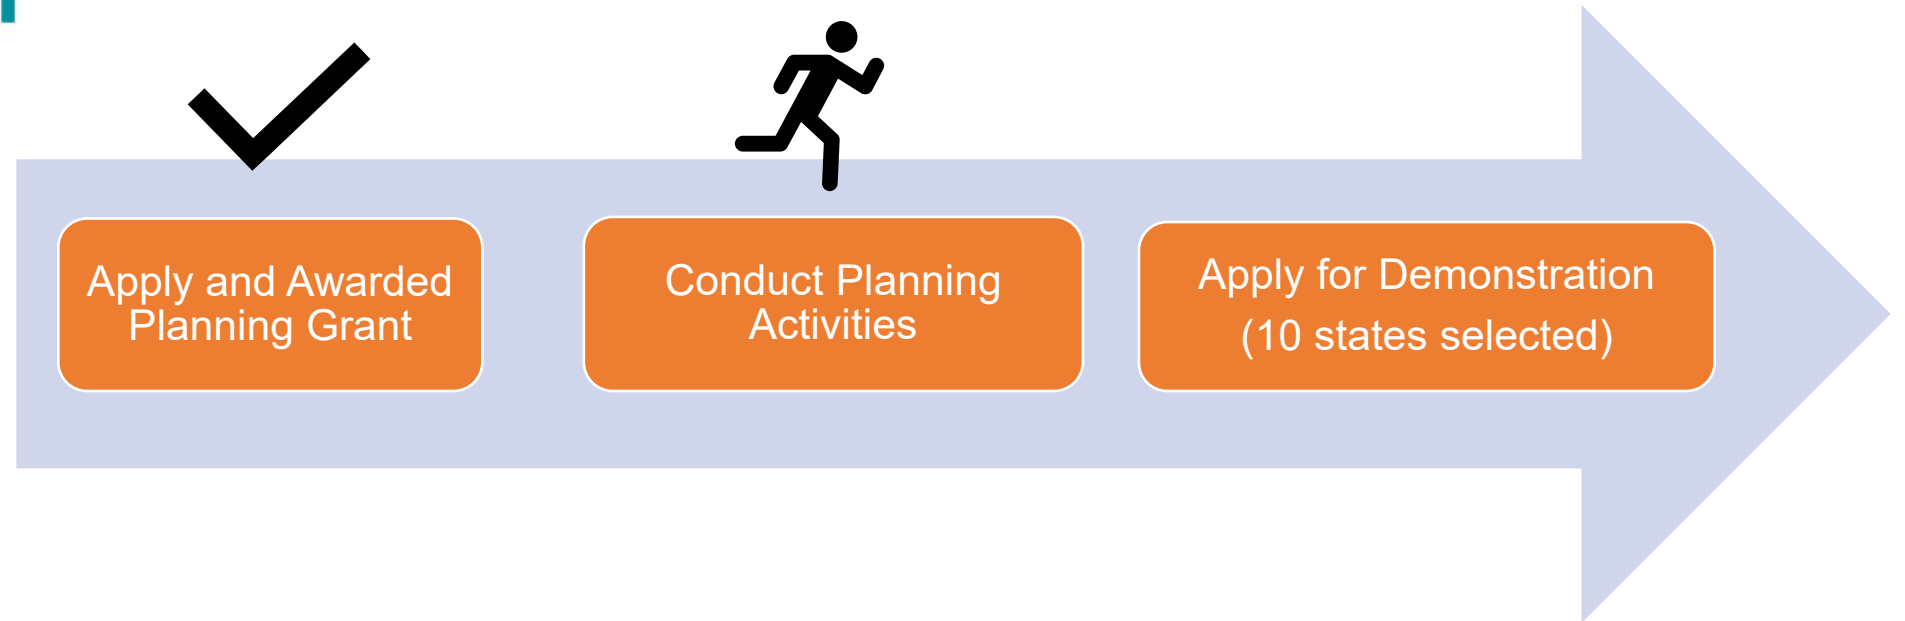 Apply and Awarded
Planning Grant
Conduct Planning
Activities
Apply for Demonstration
(10 states selected)